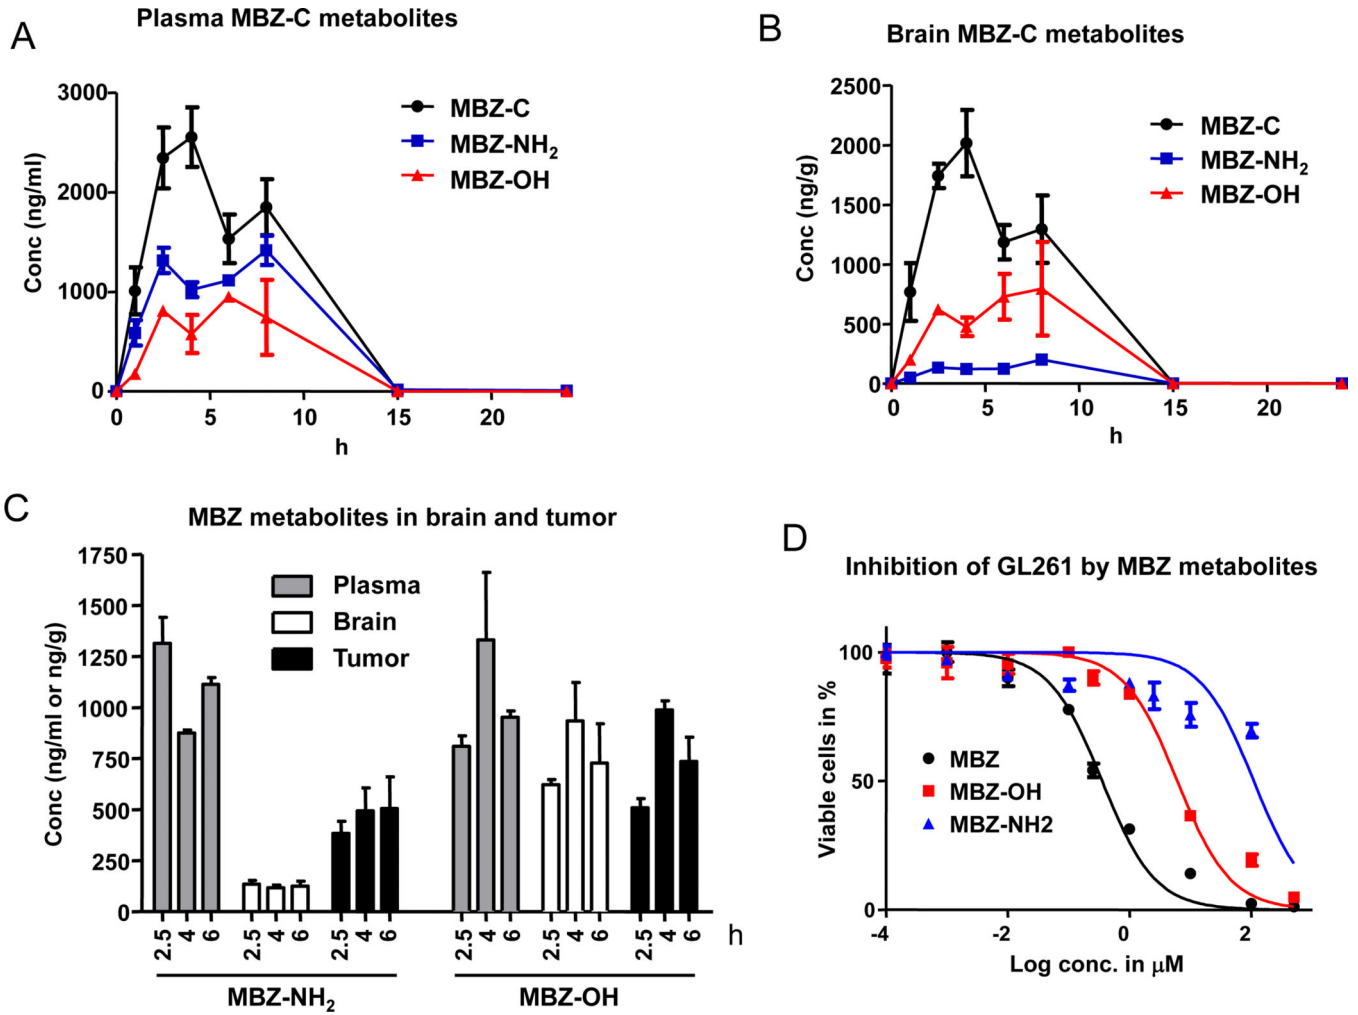 A
Plasma MBZ-C metabolites
Conc (ng/ml)
3000
2000
1000
0
0 5 10 15 20
h
MBZ-C
MBZ-NH₂
MBZ-OH
B
Brain MBZ-C metabolites
Conc (ng/g)
2500
2000
1500
1000
500
0
0 5 10 15 20
h
MBZ-C
MBZ-NH₂
MBZ-OH
C
MBZ metabolites in brain and tumor
Conc (ng/ml or ng/g)
1750
1500
1250
1000
750
500
250
0
Plasma
Brain
Tumor
2.5 4 6 2.5 4 6 2.5 4 6 2.5 4 6 2.5 4 6 2.5 4 6 h
MBZ-NH₂ MBZ-OH
D
Inhibition of GL261 by MBZ metabolites
Viable cells in %
100
50
0
MBZ
MBZ-OH
MBZ-NH2
-4 -2 0 2
Log conc. in µM